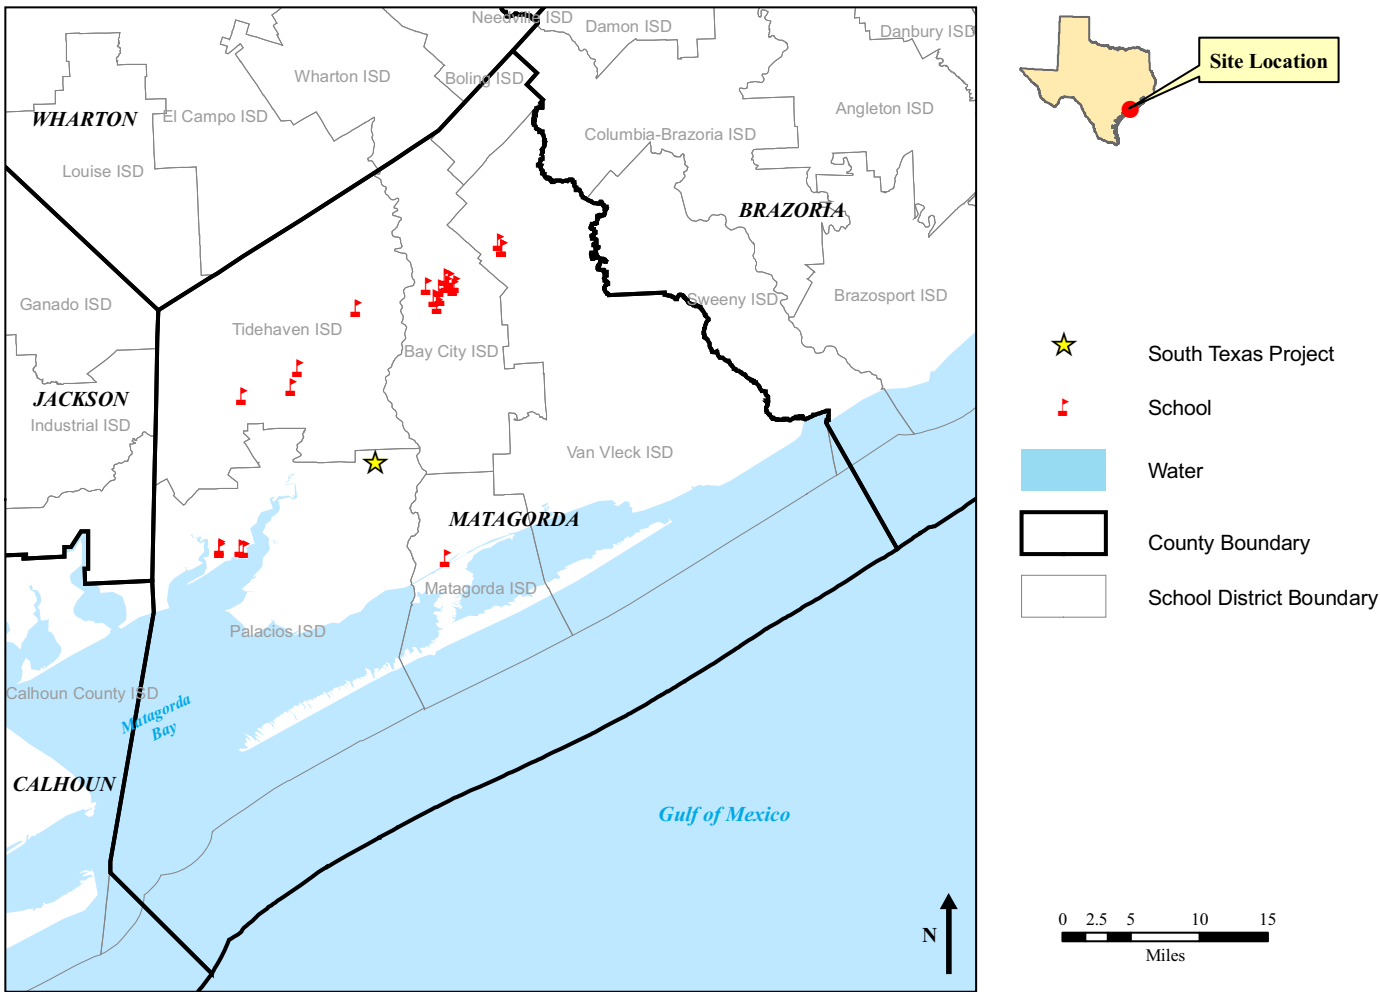 Needville ISD
Damon ISD
Danbury ISD
Wharton ISD
Boling ISD
WHARTON
El Campo ISD
Angleton ISD
Columbia-Brazoria ISD
Louise ISD
BRAZORIA
Ganado ISD
Sweeny ISD
Brazosport ISD
Tidehaven ISD
Bay City ISD
JACKSON
Industrial ISD
Van Vleck ISD
MATAGORDA
Matagorda ISD
Palacios ISD
Calhoun County ISD
Matagorda
Bay
CALHOUN
Gulf of Mexico
N
Site Location
South Texas Project
School
Water
County Boundary
School District Boundary
0 2.5 5 10 15
Miles